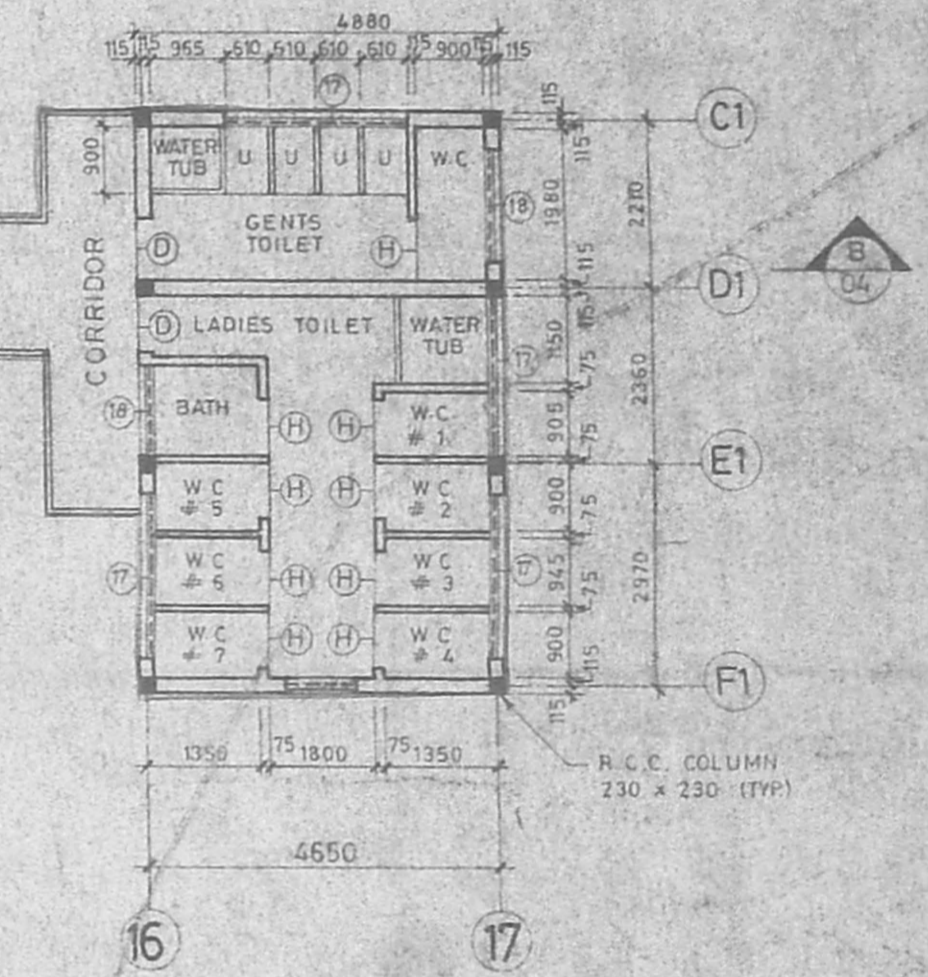 4880
115 115 965 610 610 610 610 115 900 115 115
17
C1
115
115
900
WATER
TUB
U U U U W.C
1980
2210
18
GENTS
TOILET
D
H
B
04
115
D1
CORRIDOR
D LADIES TOILET
WATER
TUB
115
1150
17
75
2360
18
BATH
H H
W.C
# 1
905
75
E1
W C
# 5
H H
W C
# 2
900
75
17
W C
# 6
H H
W C
# 3
17
945
75
2970
W C
# 7
H H
W C
# 4
900
115
F1
115
1350 75 1800 75 1350
R.C.C. COLUMN
230 x 230 (TYP.)
4650
16 17